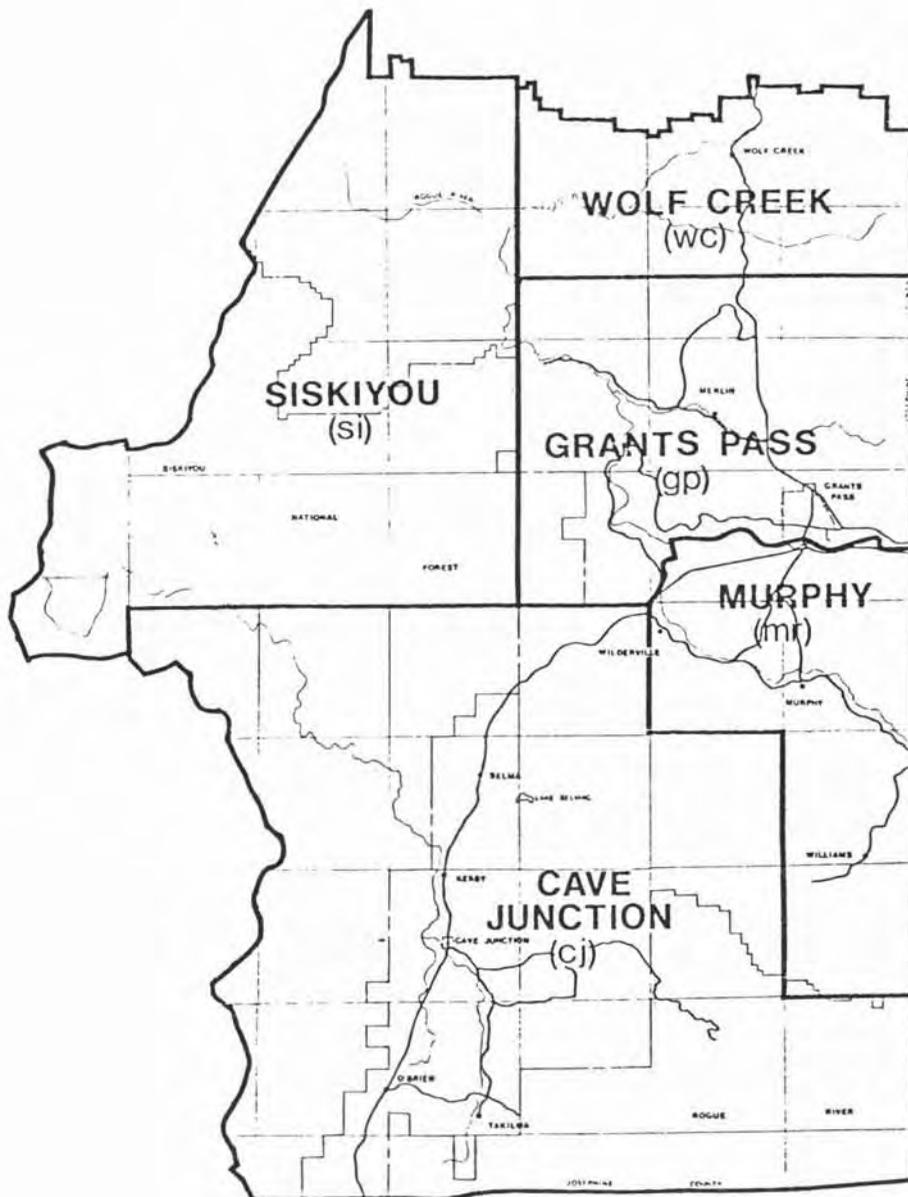 WOLF CREEK
WOLF CREEK
(wc)
ROGUE RIVER
SISKIYOU
(si)
MERLIN
GRANTS PASS
(gp)
SISKIYOU
GRANTS
PASS
NATIONAL
FOREST
MURPHY
(mr)
WILDERVILLE
MURPHY
SELMA
LAKE SELMAC
WILLIAMS
KERBY
CAVE
JUNCTION
(cj)
CAVE JUNCTION
O'BRIEN
TAKILMA
ROGUE
RIVER
JOSEPHINE
COUNTY